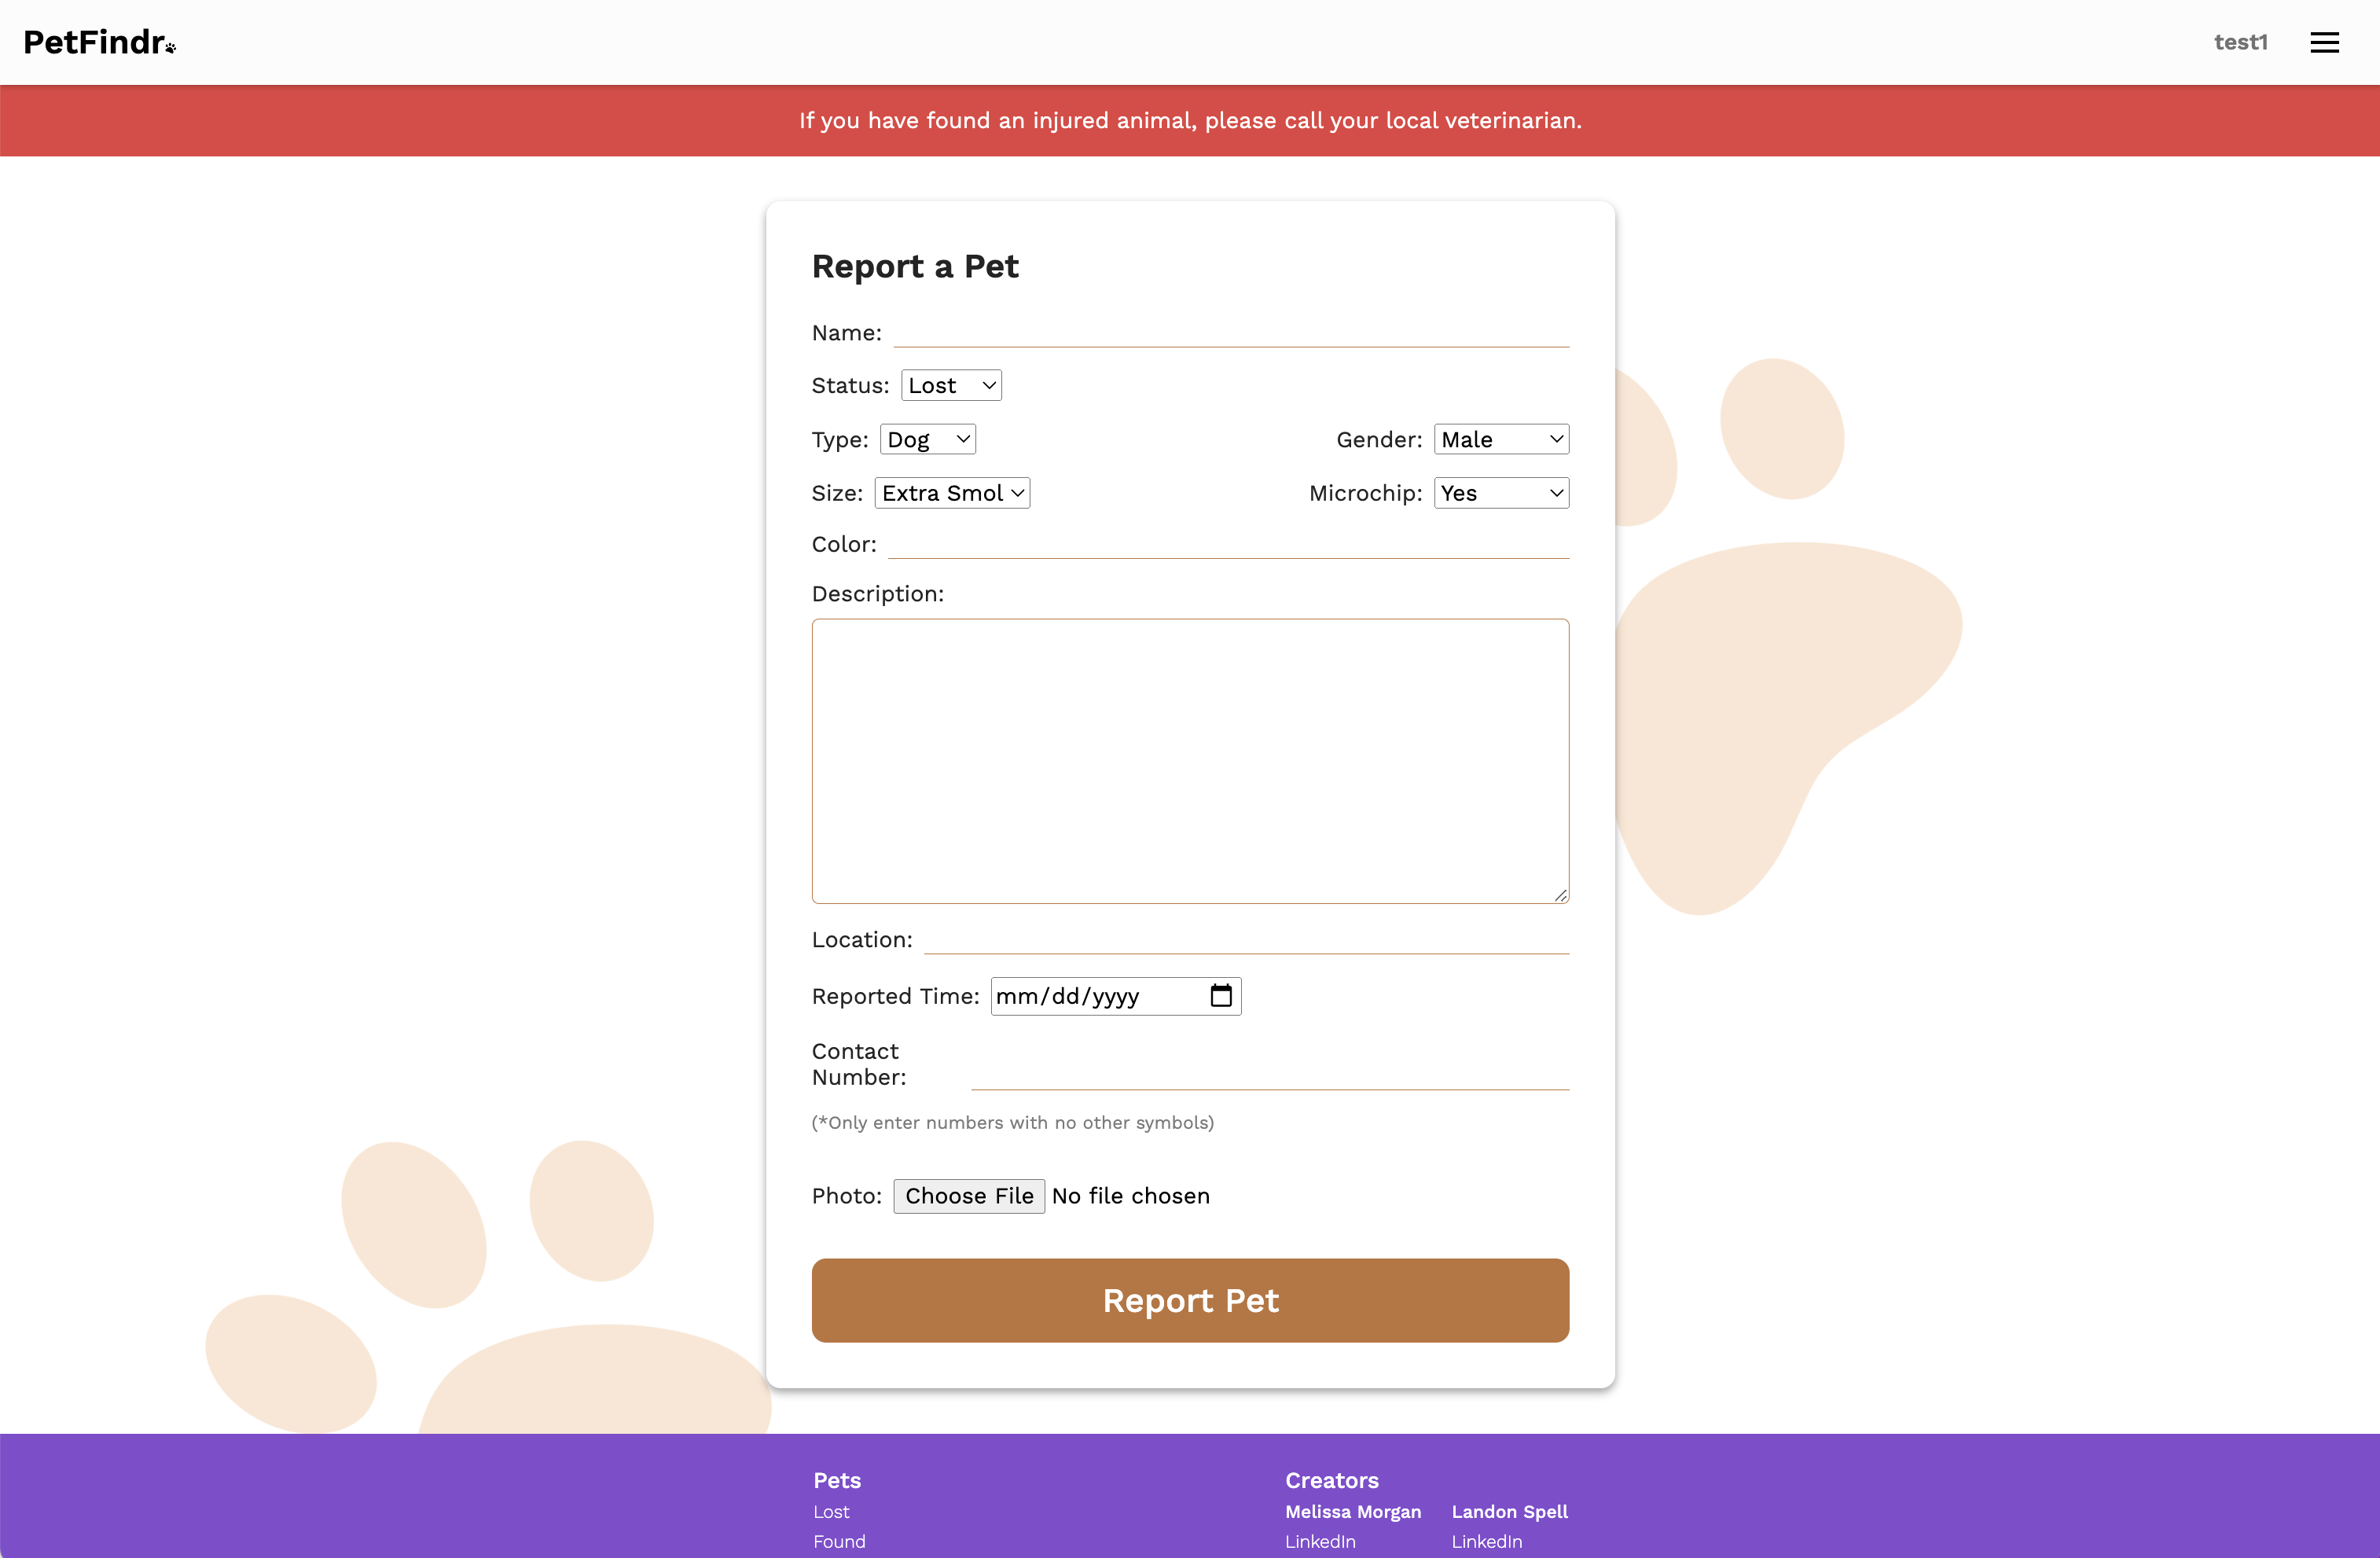 PetFindr
test1
If you have found an injured animal, please call your local veterinarian.
Report a Pet
Name:
Status: Lost
Type: Dog Gender: Male
Size: Extra Smol Microchip: Yes
Color:
Description:
Location:
Reported Time: mm/dd/yyyy
Contact
Number:
(*Only enter numbers with no other symbols)
Photo: Choose File No file chosen
Report Pet
Pets Creators
Lost Melissa Morgan Landon Spell
Found LinkedIn LinkedIn